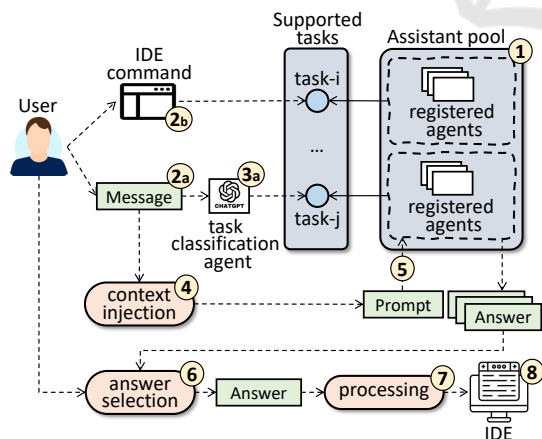 Supported
tasks
Assistant pool
1
IDE
command
User
task-i
registered
agents
2b
...
2a
3a
Message
CHATGPT
task
classification
agent
task-j
registered
agents
5
4
context
injection
Prompt
Answer
6
answer
selection
Answer
7
processing
8
IDE